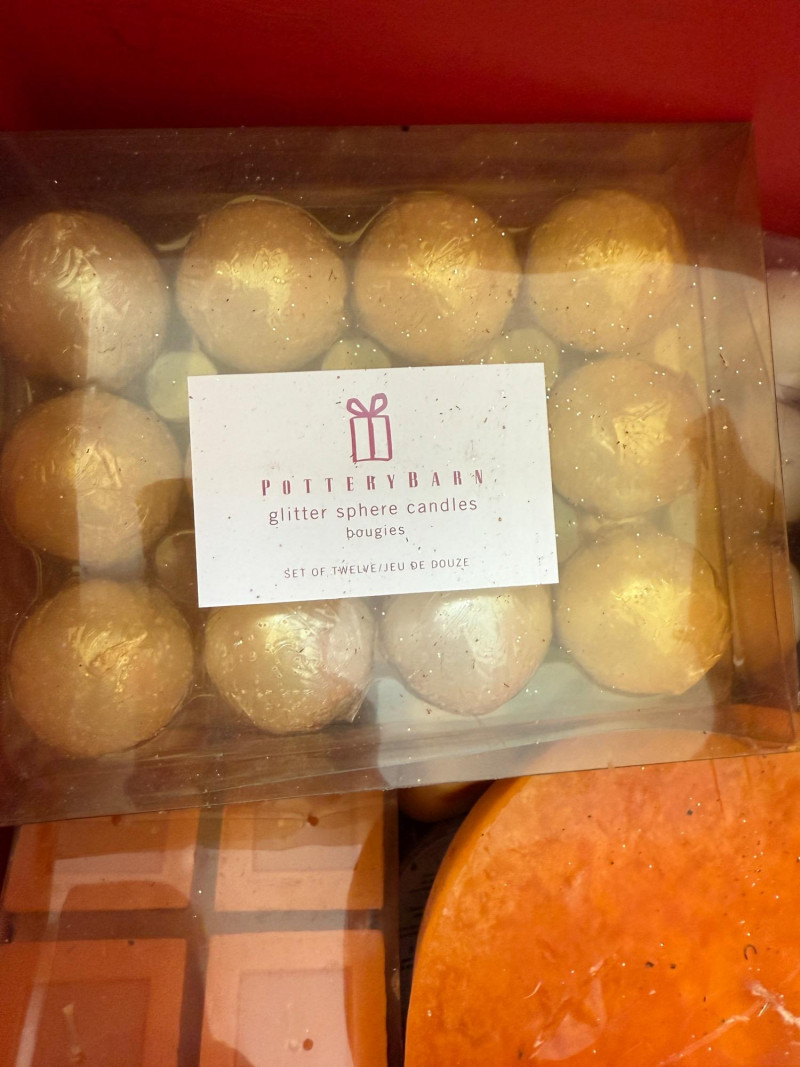 POTTERYBARN
glitter sphere candles
bougies
SET OF TWELVE/JEU DE DOUZE